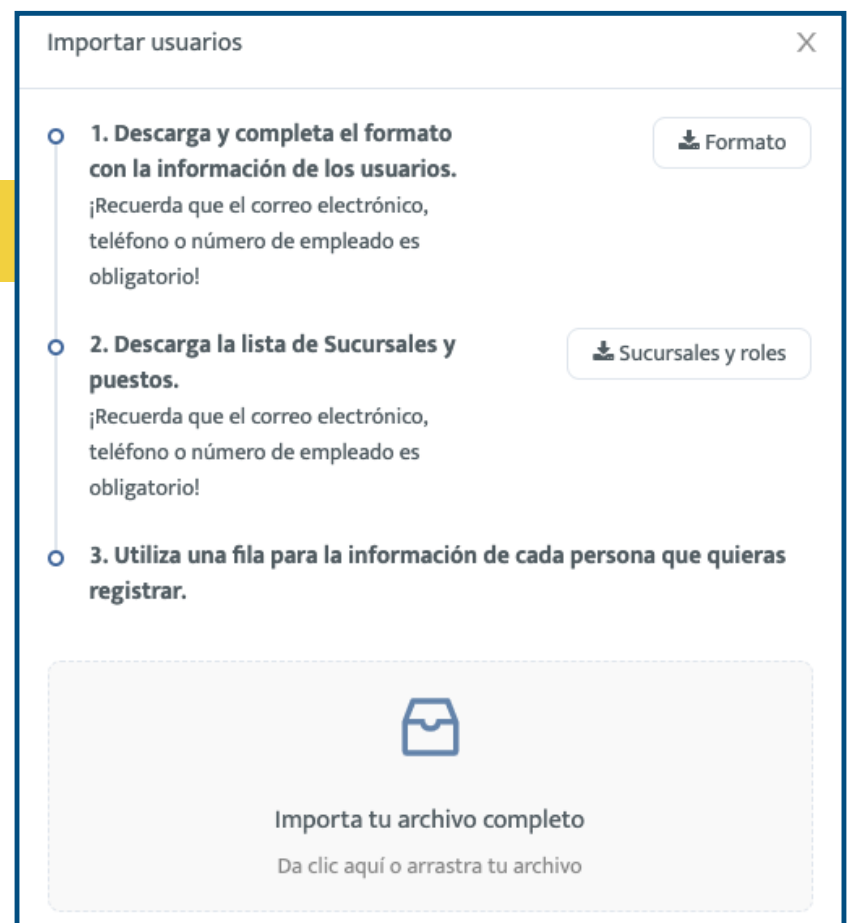 Importar usuarios
X
1. Descarga y completa el formato
con la información de los usuarios.
¡Recuerda que el correo electrónico,
teléfono o número de empleado es
obligatorio!
Formato
2. Descarga la lista de Sucursales y
puestos.
¡Recuerda que el correo electrónico,
teléfono o número de empleado es
obligatorio!
Sucursales y roles
3. Utiliza una fila para la información de cada persona que quieras
registrar.
Importa tu archivo completo
Da clic aquí o arrastra tu archivo